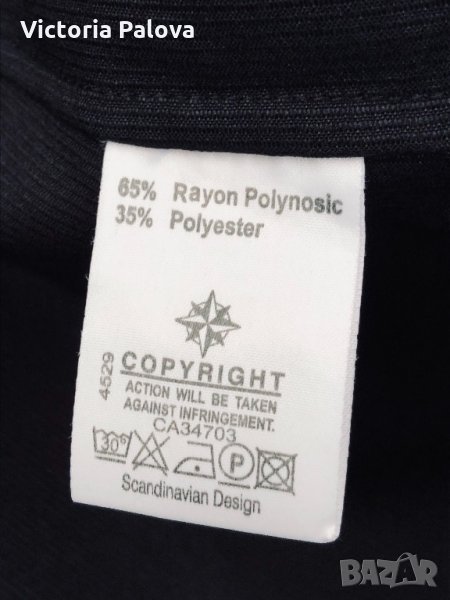 Victoria Palova
65% Rayon Polynosic
35% Polyester
4529
COPYRIGHT
ACTION WILL BE TAKEN
AGAINST INFRINGEMENT.
CA34703
30° P
Scandinavian Design
BAZAR